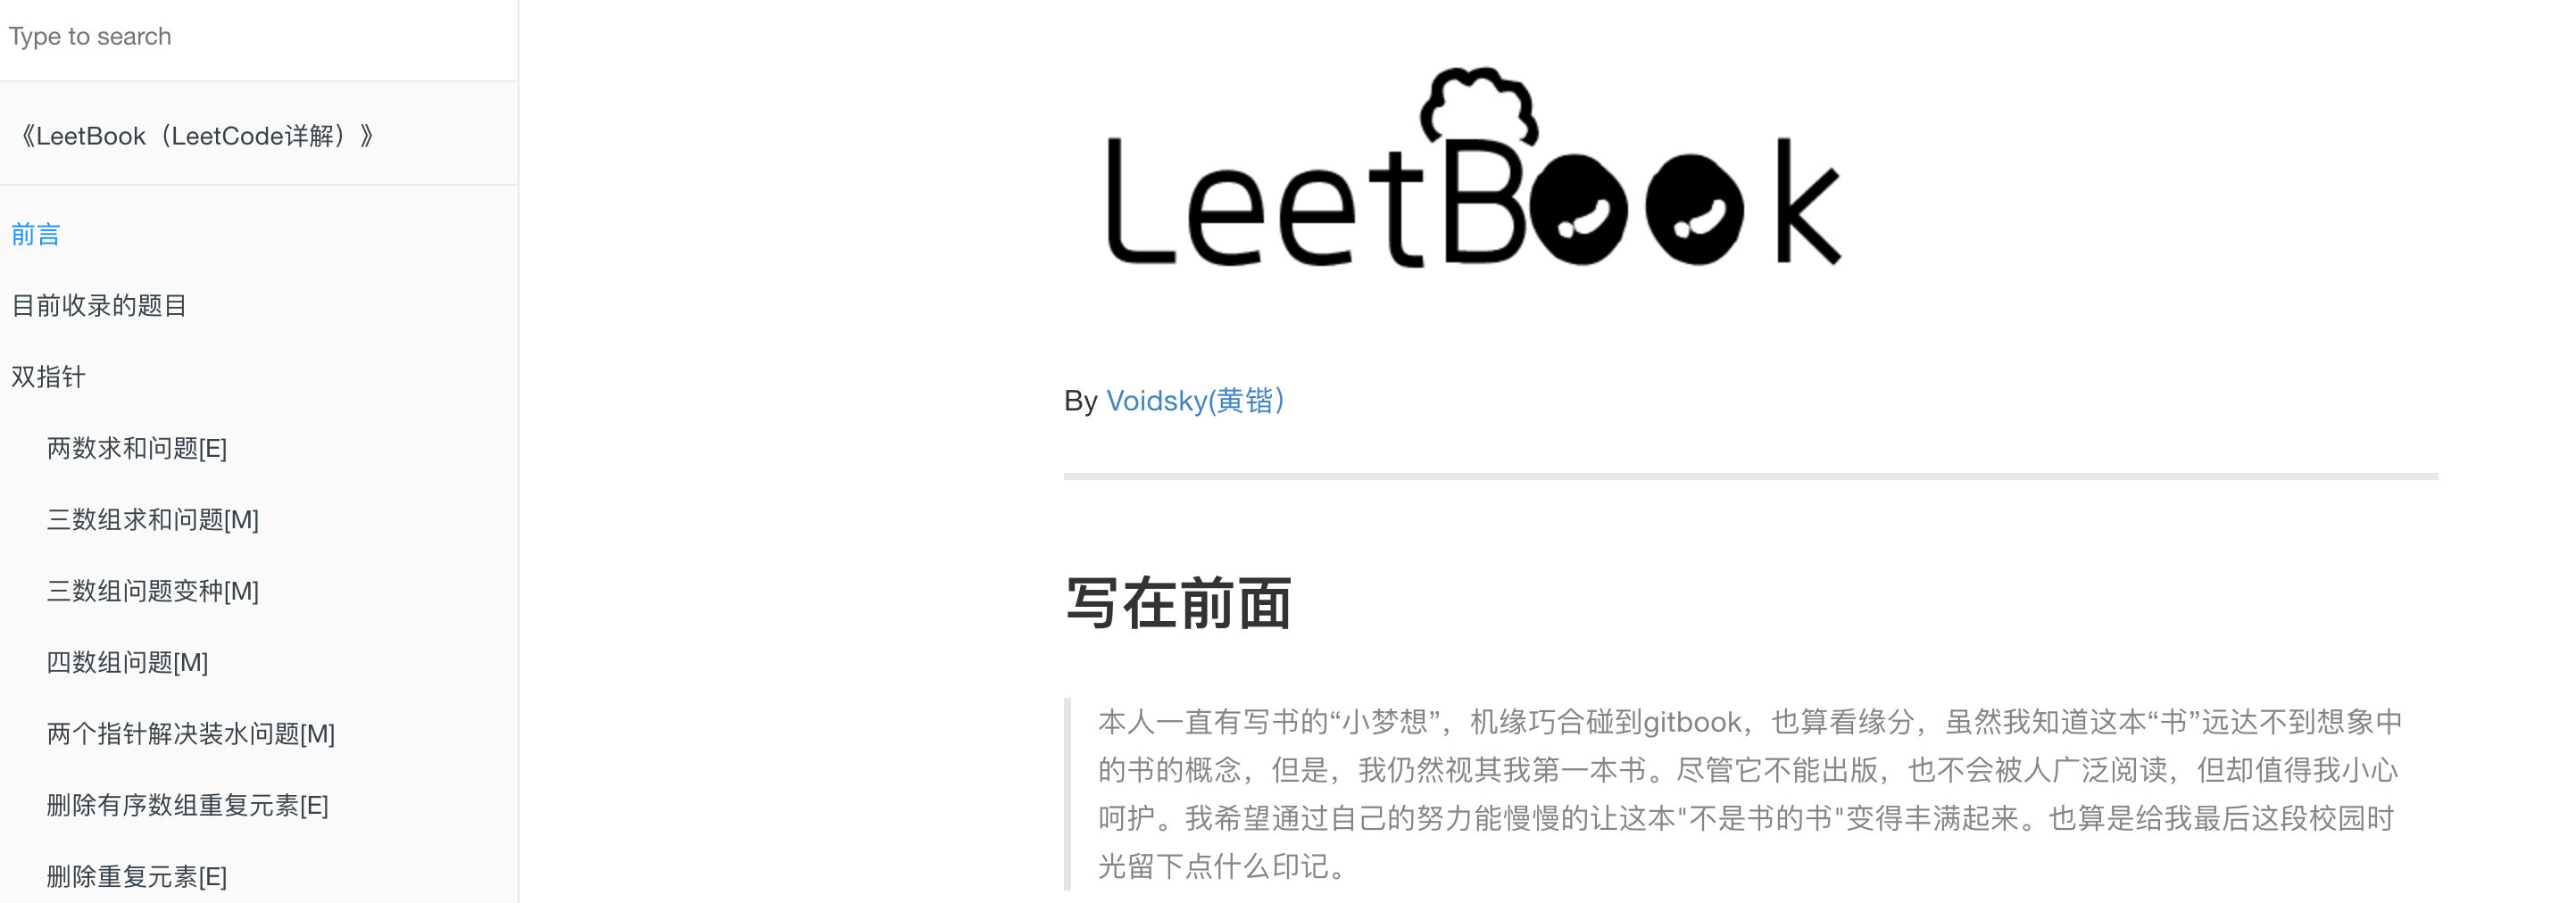 Type to search
《LeetBook（LeetCode详解）》
前言
目前收录的题目
双指针
两数求和问题[E]
三数组求和问题[M]
三数组问题变种[M]
四数组问题[M]
两个指针解决装水问题[M]
删除有序数组重复元素[E]
删除重复元素[E]
LeetBook
By Voidsky(黄锴）
写在前面
本人一直有写书的“小梦想”，机缘巧合碰到gitbook，也算看缘分，虽然我知道这本“书”远达不到想象中
的书的概念，但是，我仍然视其我第一本书。尽管它不能出版，也不会被人广泛阅读，但却值得我小心
呵护。我希望通过自己的努力能慢慢的让这本"不是书的书"变得丰满起来。也算是给我最后这段校园时
光留下点什么印记。